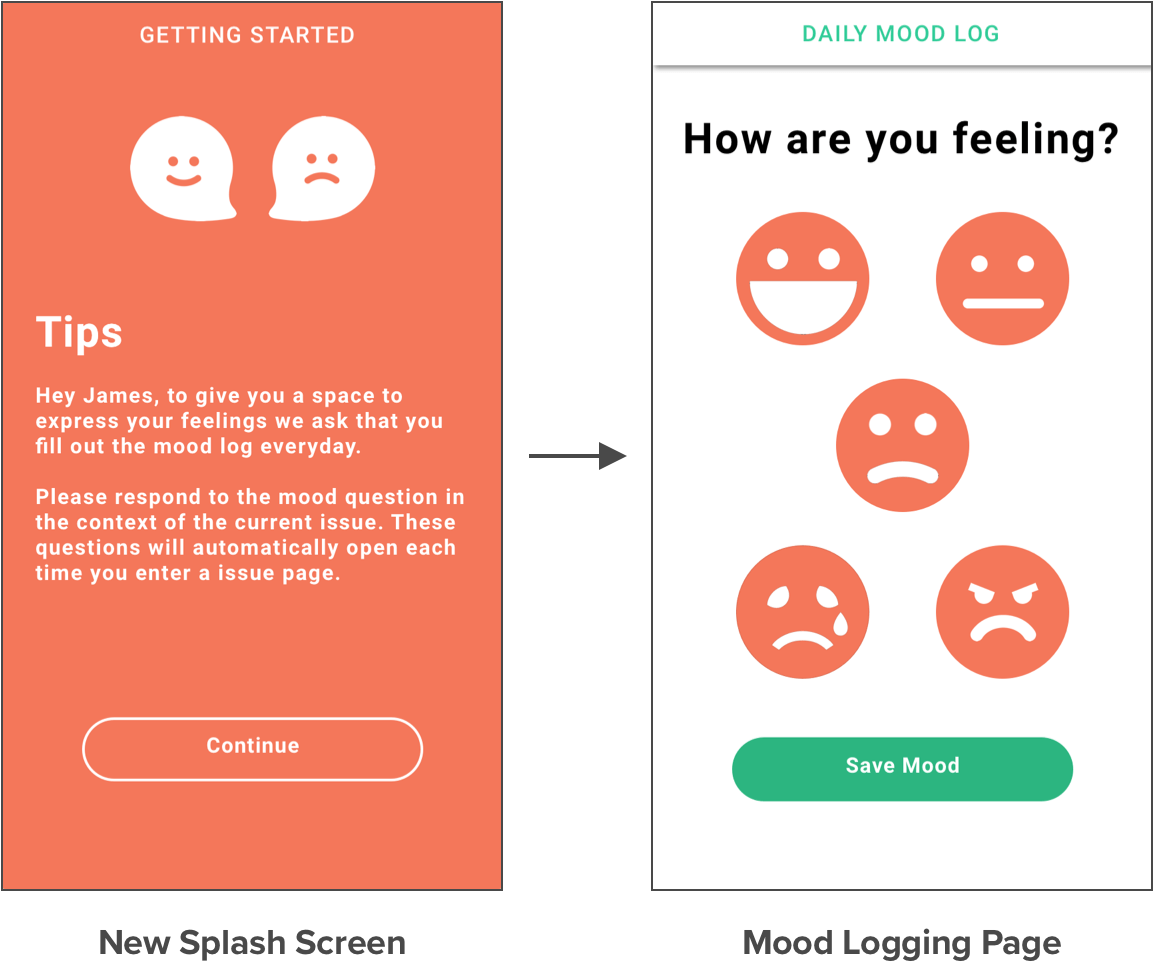 GETTING STARTED
Tips
Hey James, to give you a space to
express your feelings we ask that you
fill out the mood log everyday.
Please respond to the mood question in
the context of the current issue. These
questions will automatically open each
time you enter a issue page.
Continue
New Splash Screen
DAILY MOOD LOG
How are you feeling?
Save Mood
Mood Logging Page